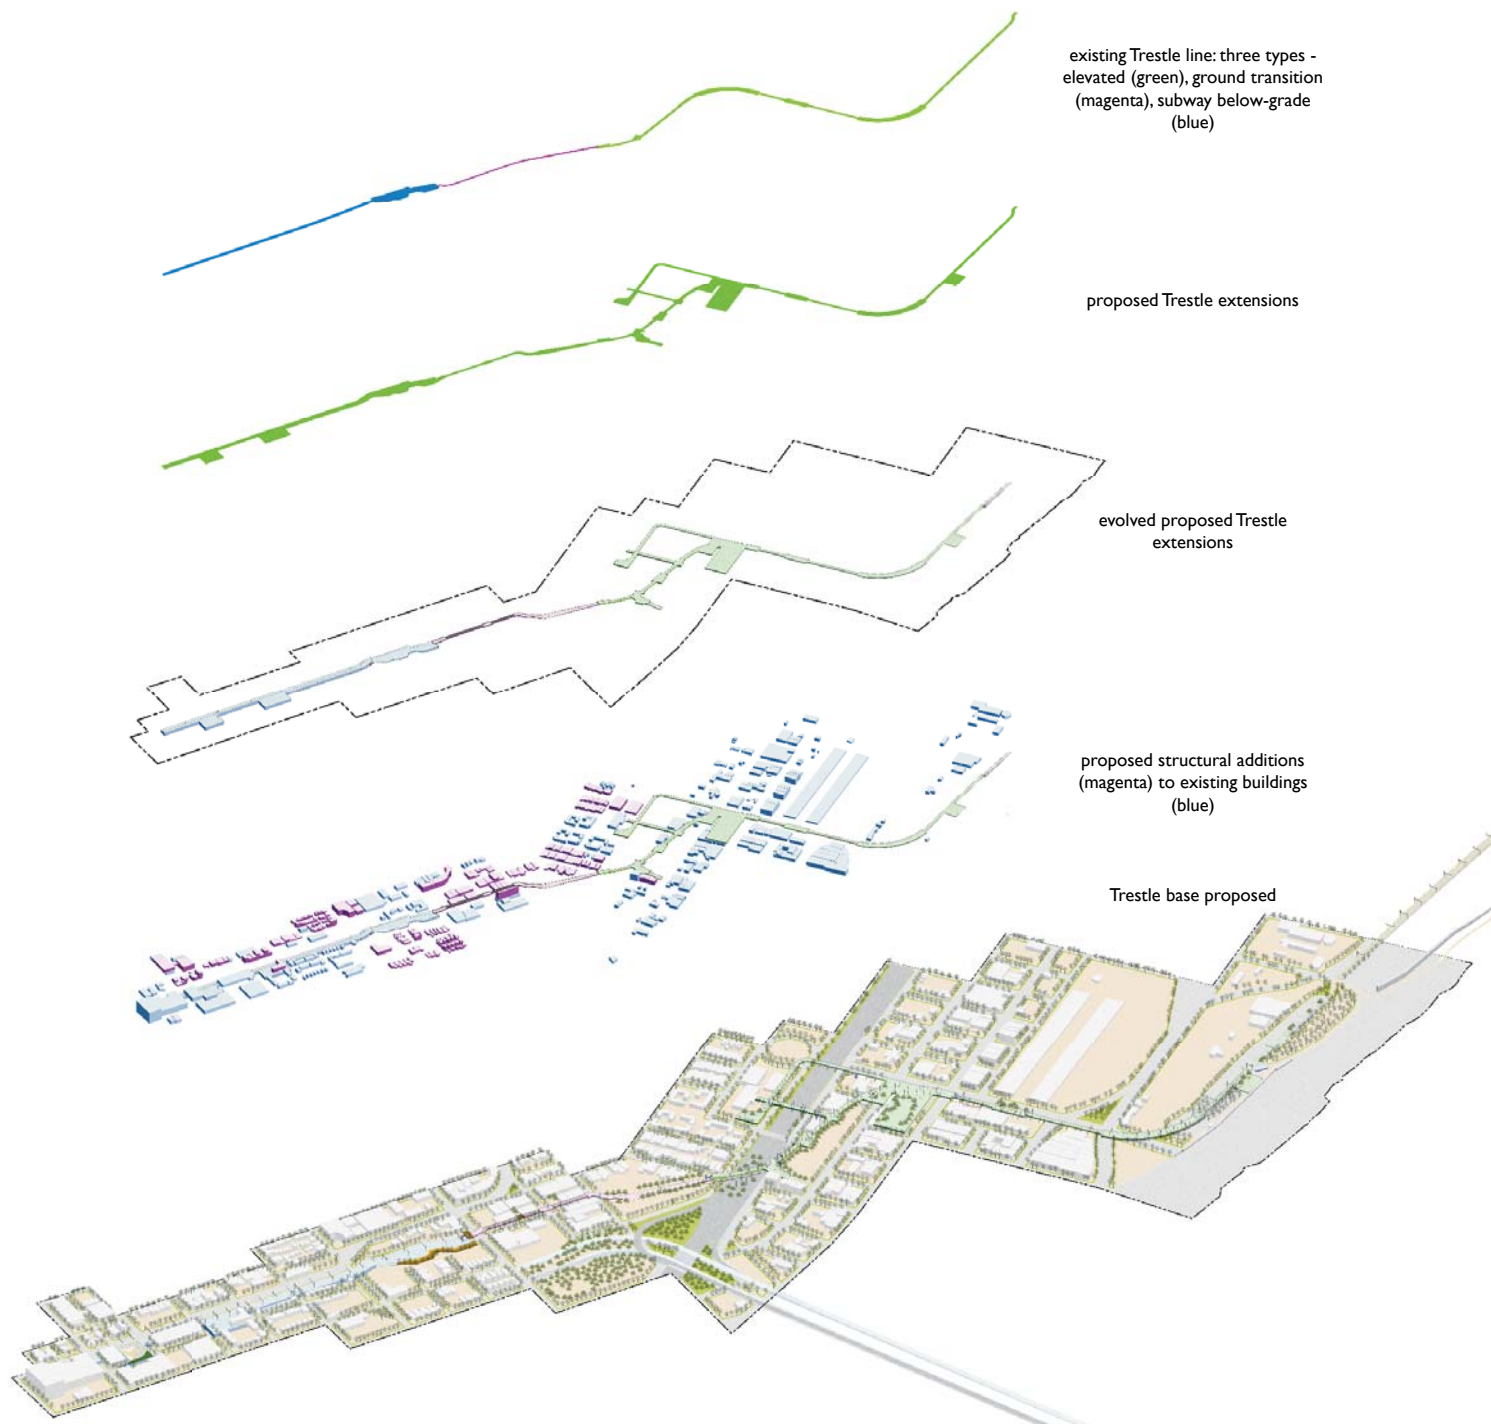 existing Trestle line: three types -
elevated (green), ground transition
(magenta), subway below-grade
(blue)
proposed Trestle extensions
evolved proposed Trestle
extensions
proposed structural additions
(magenta) to existing buildings
(blue)
Trestle base proposed